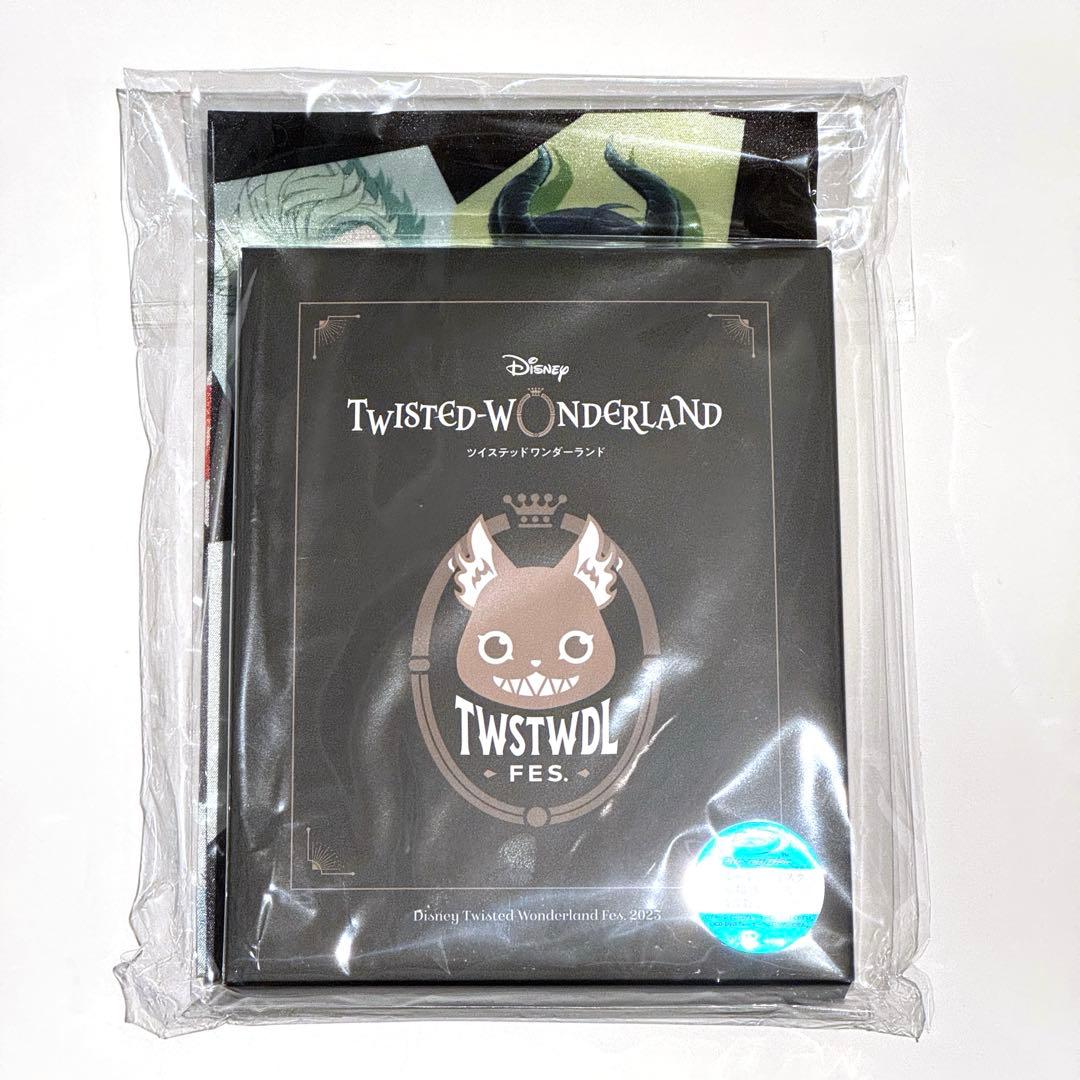 Disney
TWISTED-WONDERLAND
ツイステッドワンダーランド
TWSTWDL
FES.
Disney Twisted Wonderland Fes. 2023